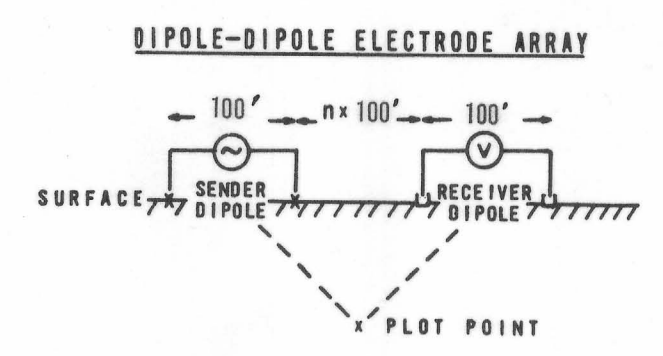 DIPOLE-DIPOLE ELECTRODE ARRAY
100' n x 100' 100'
~ V
SURFACE SENDER DIPOLE RECEIVER DIPOLE
x PLOT POINT